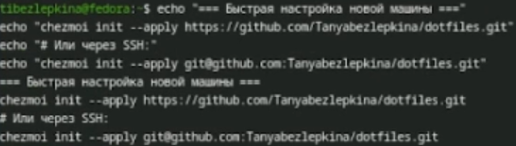 tibezlepkina@fedora:~$ echo "=== Быстрая настройка новой машины ==="
echo "chezmoi init --apply https://github.com/Tanyabezlepkina/dotfiles.git"
echo "# Или через SSH:"
echo "chezmoi init --apply git@github.com:Tanyabezlepkina/dotfiles.git"
=== Быстрая настройка новой машины ===
chezmoi init --apply https://github.com/Tanyabezlepkina/dotfiles.git
# Или через SSH:
chezmoi init --apply git@github.com:Tanyabezlepkina/dotfiles.git